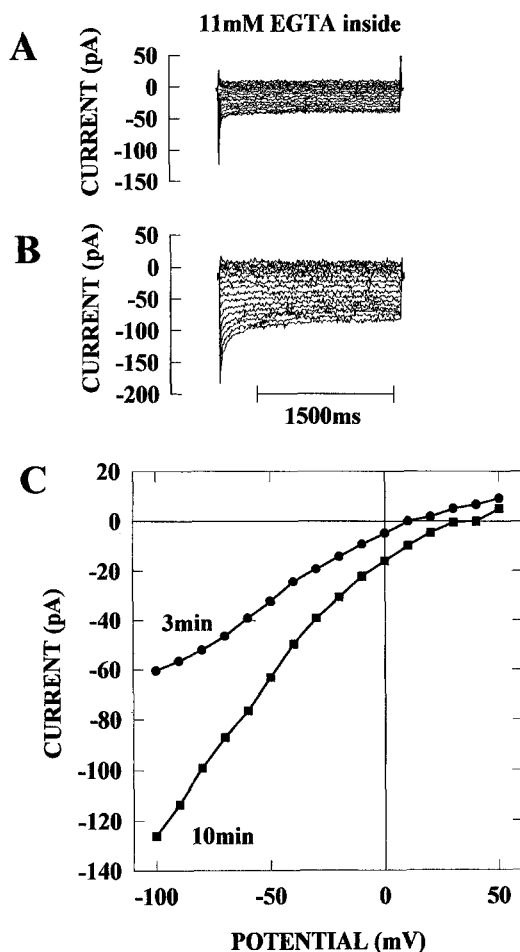 11mM EGTA inside
A
CURRENT (pA)
50
0
-50
-100
-150
B
CURRENT (pA)
50
0
-50
-100
-150
-200
1500ms
C
CURRENT (pA)
20
0
-20
-40
-60
-80
-100
-120
-140
3min
10min
-100
-50
0
50
POTENTIAL (mV)